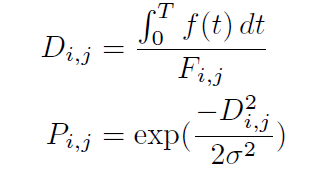 D_{i,j} = \frac{\int_0^T f(t)\,dt}{F_{i,j}}
P_{i,j} = \exp(\frac{-D_{i,j}^2}{2\sigma^2})